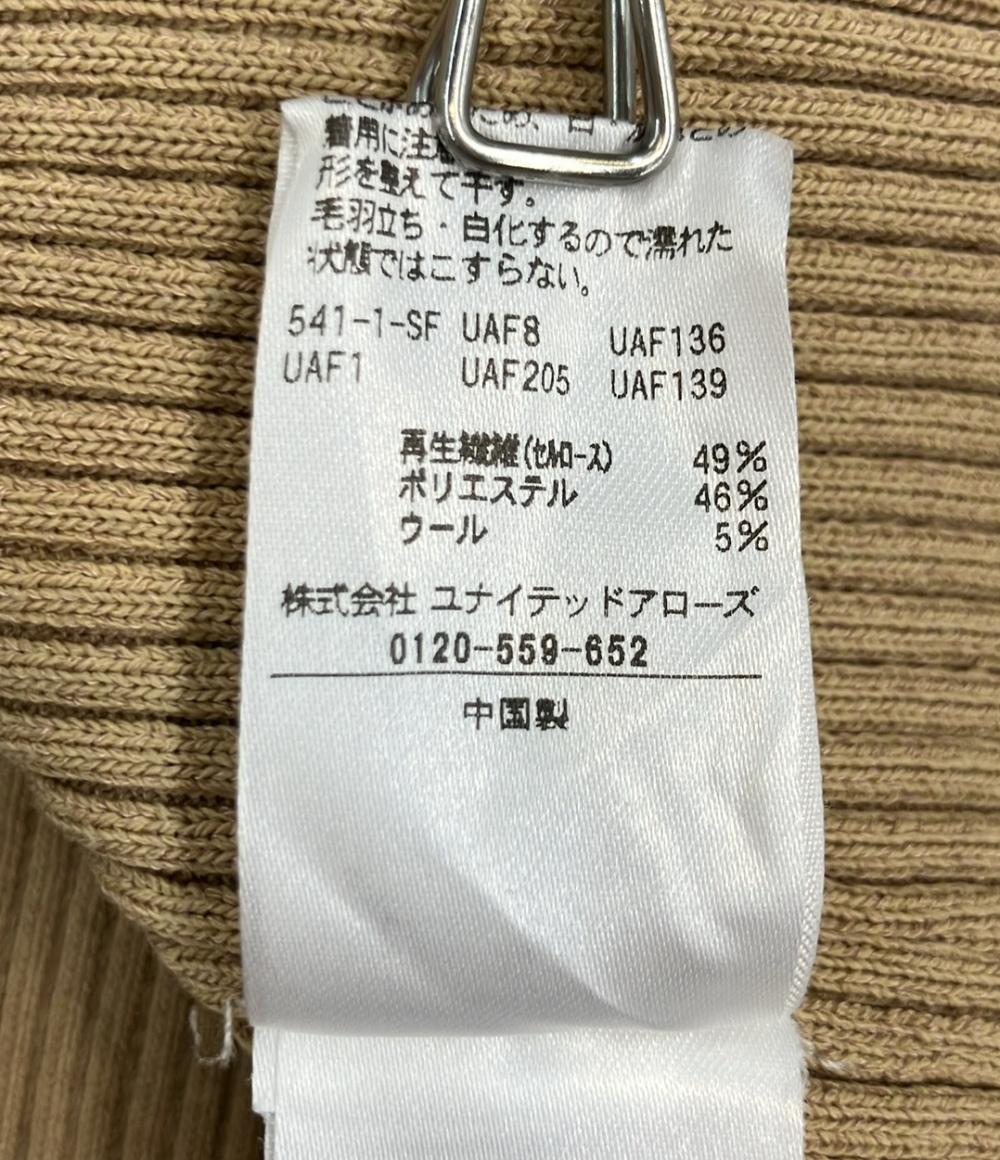 着用に注意
形を整えて干す。
毛羽立ち・白化するので濡れた
状態ではこすらない。
541-1-SF UAF8 UAF136
UAF1 UAF205 UAF139
再生繊維(セルロース) 49%
ポリエステル 46%
ウール 5%
株式会社 ユナイテッドアローズ
0120-559-652
中国製